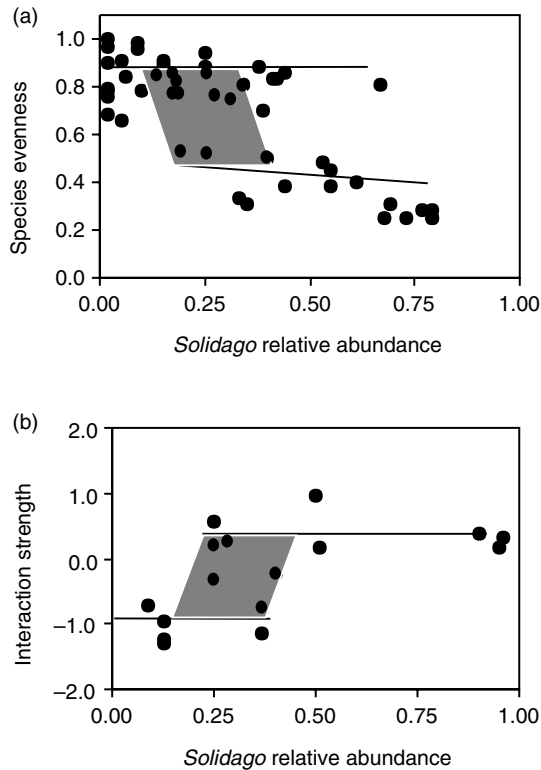 (a)
1.0
0.8
0.6
0.4
0.2
0.0
Species evenness
0.00 0.25 0.50 0.75 1.00
Solidago relative abundance
(b)
2.0
1.0
0.0
−1.0
−2.0
Interaction strength
0.00 0.25 0.50 0.75 1.00
Solidago relative abundance